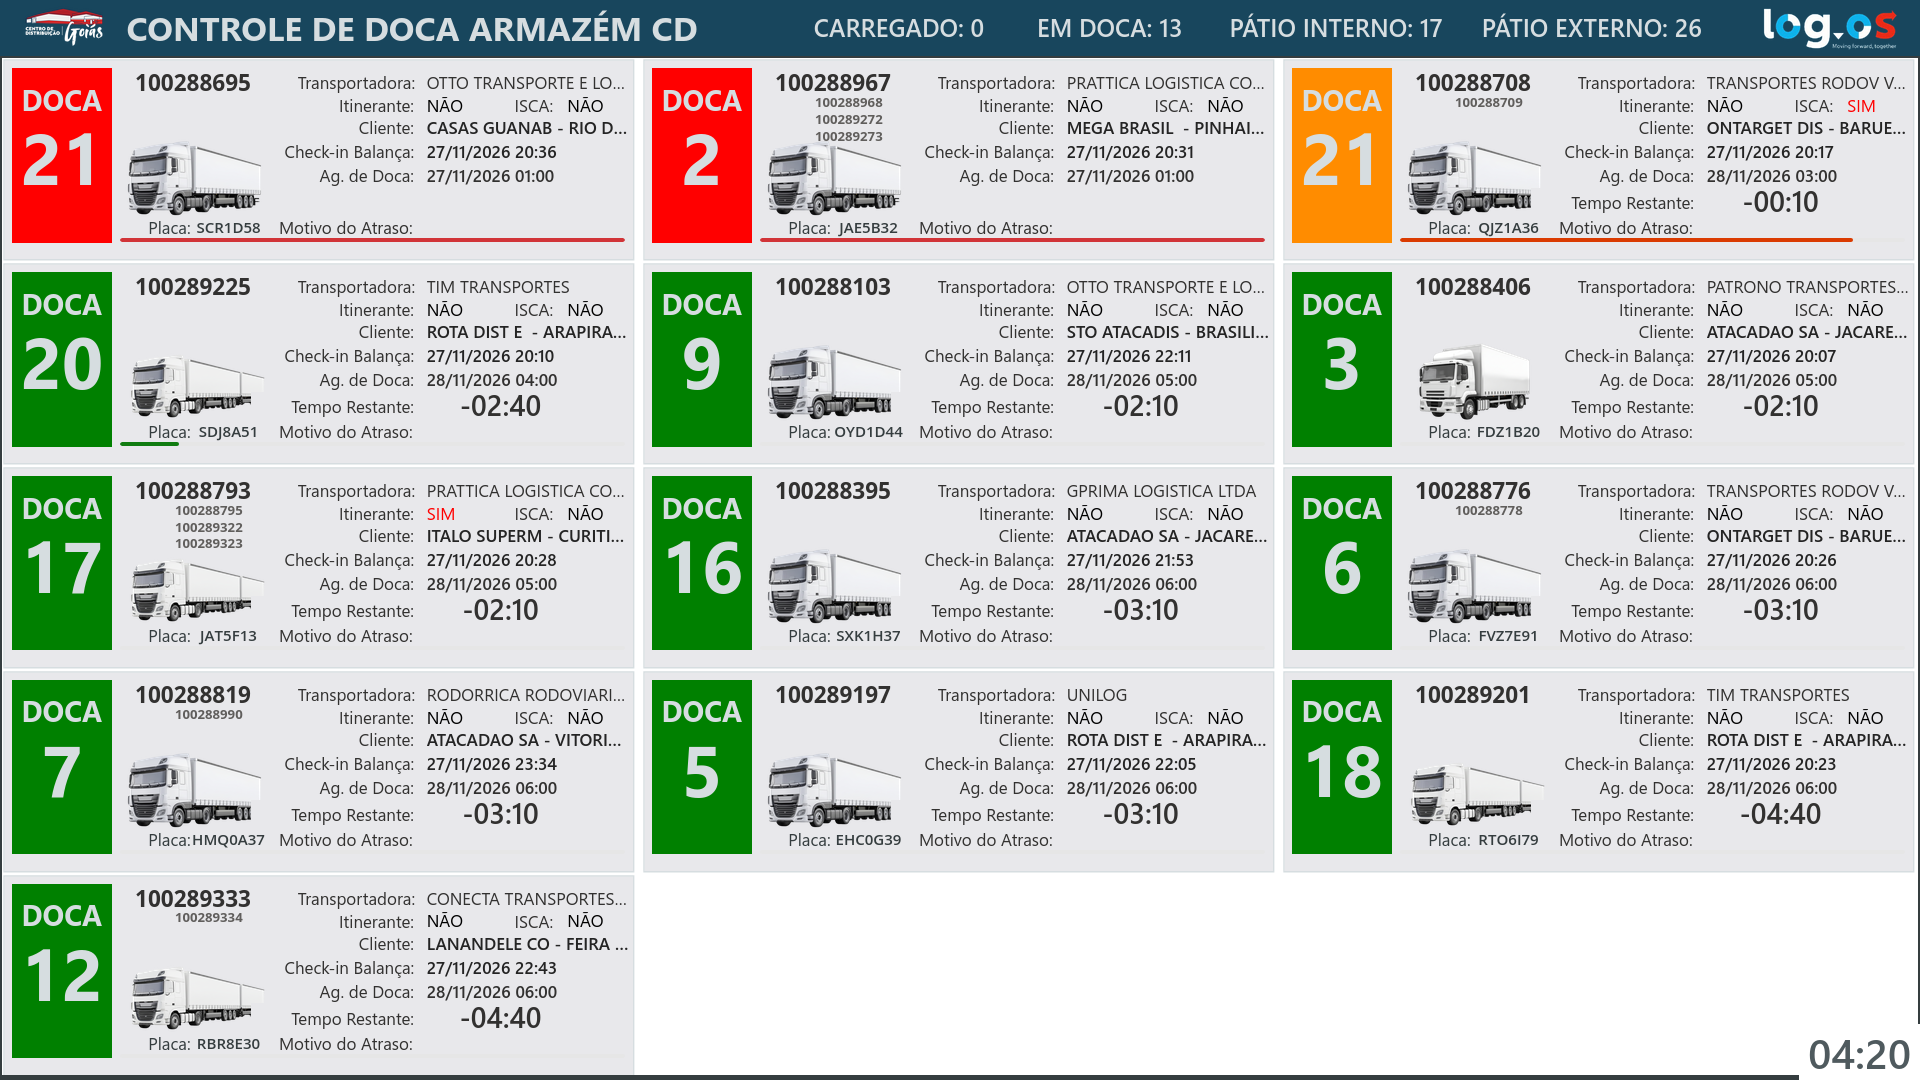 CENTRO DE DISTRIBUIÇÃO Goiás
CONTROLE DE DOCA ARMAZÉM CD
CARREGADO: 0
EM DOCA: 13
PÁTIO INTERNO: 17
PÁTIO EXTERNO: 26
log.os
Moving forward, together
DOCA
21
100288695
Transportadora: OTTO TRANSPORTE E LO...
Itinerante: NÃO ISCA: NÃO
Cliente: CASAS GUANAB - RIO D...
Check-in Balança: 27/11/2026 20:36
Ag. de Doca: 27/11/2026 01:00
Placa: SCR1D58 Motivo do Atraso:
DOCA
2
100288967
100288968
100289272
100289273
Transportadora: PRATTICA LOGISTICA CO...
Itinerante: NÃO ISCA: NÃO
Cliente: MEGA BRASIL - PINHAI...
Check-in Balança: 27/11/2026 20:31
Ag. de Doca: 27/11/2026 01:00
Placa: JAE5B32 Motivo do Atraso:
DOCA
21
100288708
100288709
Transportadora: TRANSPORTES RODOV V...
Itinerante: NÃO ISCA: SIM
Cliente: ONTARGET DIS - BARUE...
Check-in Balança: 27/11/2026 20:17
Ag. de Doca: 28/11/2026 03:00
Tempo Restante: -00:10
Placa: QJZ1A36 Motivo do Atraso:
DOCA
20
100289225
Transportadora: TIM TRANSPORTES
Itinerante: NÃO ISCA: NÃO
Cliente: ROTA DIST E - ARAPIRA...
Check-in Balança: 27/11/2026 20:10
Ag. de Doca: 28/11/2026 04:00
Tempo Restante: -02:40
Placa: SDJ8A51 Motivo do Atraso:
DOCA
9
100288103
Transportadora: OTTO TRANSPORTE E LO...
Itinerante: NÃO ISCA: NÃO
Cliente: STO ATACADIS - BRASILI...
Check-in Balança: 27/11/2026 22:11
Ag. de Doca: 28/11/2026 05:00
Tempo Restante: -02:10
Placa: OYD1D44 Motivo do Atraso:
DOCA
3
100288406
Transportadora: PATRONO TRANSPORTES...
Itinerante: NÃO ISCA: NÃO
Cliente: ATACADAO SA - JACARE...
Check-in Balança: 27/11/2026 20:07
Ag. de Doca: 28/11/2026 05:00
Tempo Restante: -02:10
Placa: FDZ1B20 Motivo do Atraso:
DOCA
17
100288793
100288795
100289322
100289323
Transportadora: PRATTICA LOGISTICA CO...
Itinerante: SIM ISCA: NÃO
Cliente: ITALO SUPERM - CURITI...
Check-in Balança: 27/11/2026 20:28
Ag. de Doca: 28/11/2026 05:00
Tempo Restante: -02:10
Placa: JAT5F13 Motivo do Atraso:
DOCA
16
100288395
Transportadora: GPRIMA LOGISTICA LTDA
Itinerante: NÃO ISCA: NÃO
Cliente: ATACADAO SA - JACARE...
Check-in Balança: 27/11/2026 21:53
Ag. de Doca: 28/11/2026 06:00
Tempo Restante: -03:10
Placa: SXK1H37 Motivo do Atraso:
DOCA
6
100288776
100288778
Transportadora: TRANSPORTES RODOV V...
Itinerante: NÃO ISCA: NÃO
Cliente: ONTARGET DIS - BARUE...
Check-in Balança: 27/11/2026 20:26
Ag. de Doca: 28/11/2026 06:00
Tempo Restante: -03:10
Placa: FVZ7E91 Motivo do Atraso:
DOCA
7
100288819
100288990
Transportadora: RODORRICA RODOVIARI...
Itinerante: NÃO ISCA: NÃO
Cliente: ATACADAO SA - VITORI...
Check-in Balança: 27/11/2026 23:34
Ag. de Doca: 28/11/2026 06:00
Tempo Restante: -03:10
Placa: HMQ0A37 Motivo do Atraso:
DOCA
5
100289197
Transportadora: UNILOG
Itinerante: NÃO ISCA: NÃO
Cliente: ROTA DIST E - ARAPIRA...
Check-in Balança: 27/11/2026 22:05
Ag. de Doca: 28/11/2026 06:00
Tempo Restante: -03:10
Placa: EHC0G39 Motivo do Atraso:
DOCA
18
100289201
Transportadora: TIM TRANSPORTES
Itinerante: NÃO ISCA: NÃO
Cliente: ROTA DIST E - ARAPIRA...
Check-in Balança: 27/11/2026 20:23
Ag. de Doca: 28/11/2026 06:00
Tempo Restante: -04:40
Placa: RTO6I79 Motivo do Atraso:
DOCA
12
100289333
100289334
Transportadora: CONECTA TRANSPORTES...
Itinerante: NÃO ISCA: NÃO
Cliente: LANANDELE CO - FEIRA ...
Check-in Balança: 27/11/2026 22:43
Ag. de Doca: 28/11/2026 06:00
Tempo Restante: -04:40
Placa: RBR8E30 Motivo do Atraso:
04:20